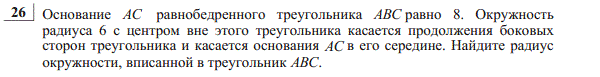 26 Основание AC равнобедренного треугольника ABC равно 8. Окружность
радиуса 6 с центром вне этого треугольника касается продолжения боковых
сторон треугольника и касается основания AC в его середине. Найдите радиус
окружности, вписанной в треугольник ABC.